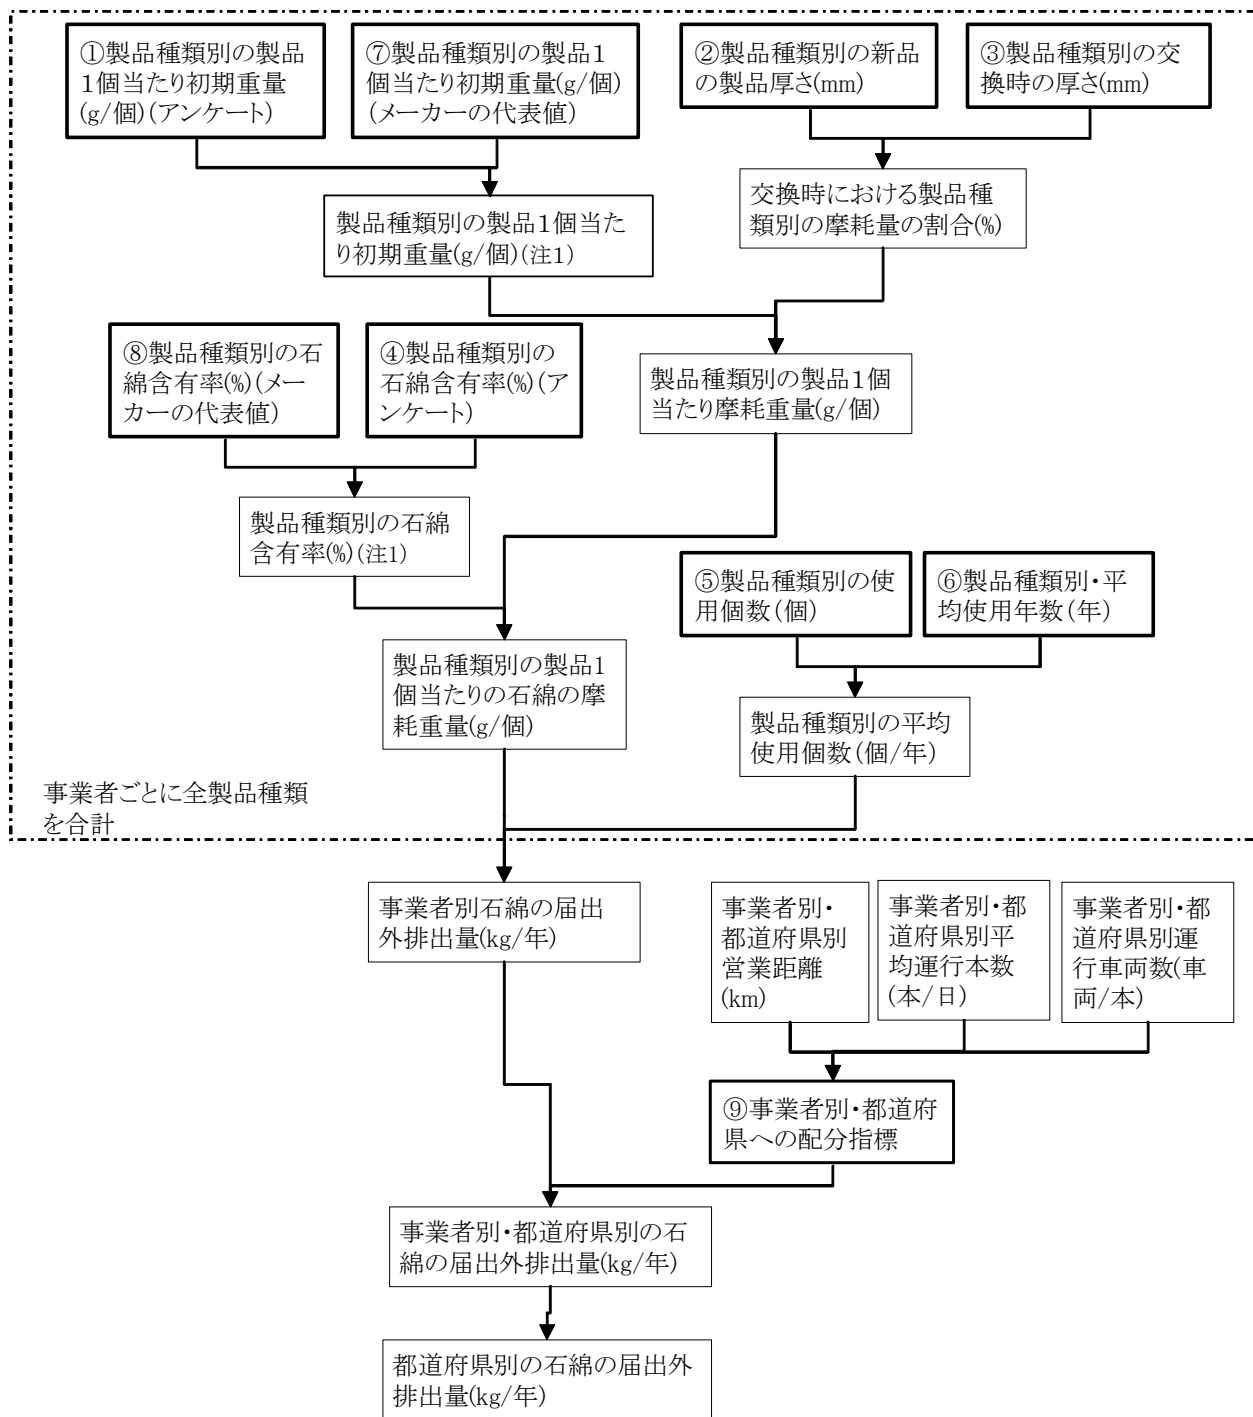 ①製品種類別の製品
1個当たり初期重量
(g/個)(アンケート)
⑦製品種類別の製品1
個当たり初期重量(g/個)
(メーカーの代表値)
②製品種類別の新品
の製品厚さ(mm)
③製品種類別の交
換時の厚さ(mm)
製品種類別の製品1個当た
り初期重量(g/個)(注1)
交換時における製品種
類別の摩耗量の割合(%)
⑧製品種類別の石
綿含有率(%)(メー
カーの代表値)
④製品種類別の
石綿含有率(%)(ア
ンケート)
製品種類別の製品1個
当たり摩耗重量(g/個)
製品種類別の石綿
含有率(%)(注1)
⑤製品種類別の使
用個数(個)
⑥製品種類別・平
均使用年数(年)
製品種類別の製品1
個当たりの石綿の摩
耗重量(g/個)
製品種類別の平均
使用個数(個/年)
事業者ごとに全製品種類
を合計
事業者別石綿の届出
外排出量(kg/年)
事業者別・
都道府県別
営業距離
(km)
事業者別・都
道府県別平
均運行本数
(本/日)
事業者別・都
道府県別運
行車両数(車
両/本)
⑨事業者別・都道府
県への配分指標
事業者別・都道府県別の石
綿の届出外排出量(kg/年)
都道府県別の石綿の届出外
排出量(kg/年)